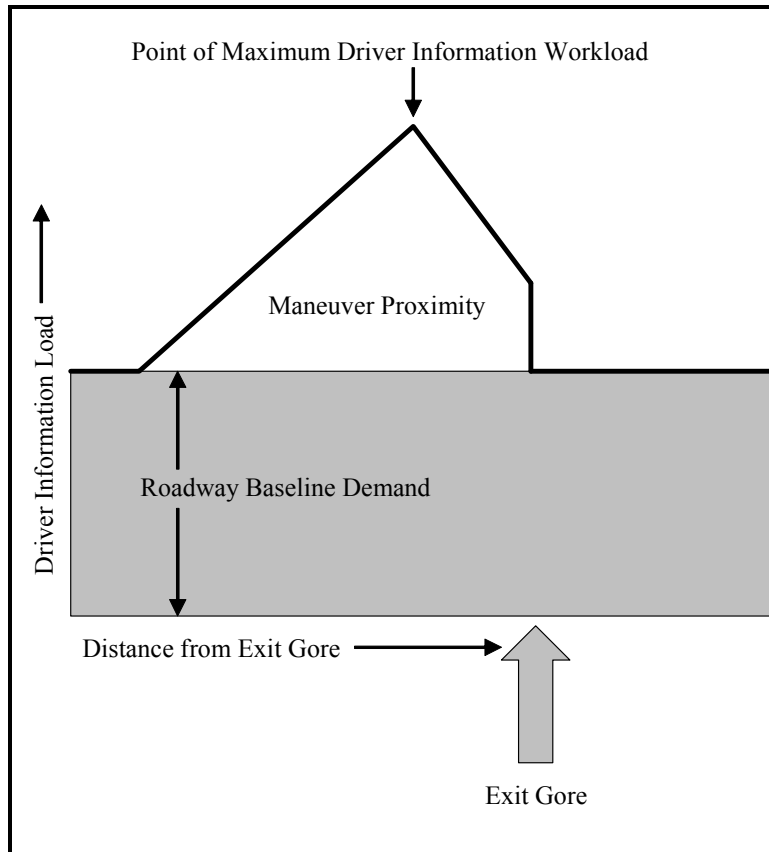 Point of Maximum Driver Information Workload
Maneuver Proximity
Driver Information Load
Roadway Baseline Demand
Distance from Exit Gore
Exit Gore